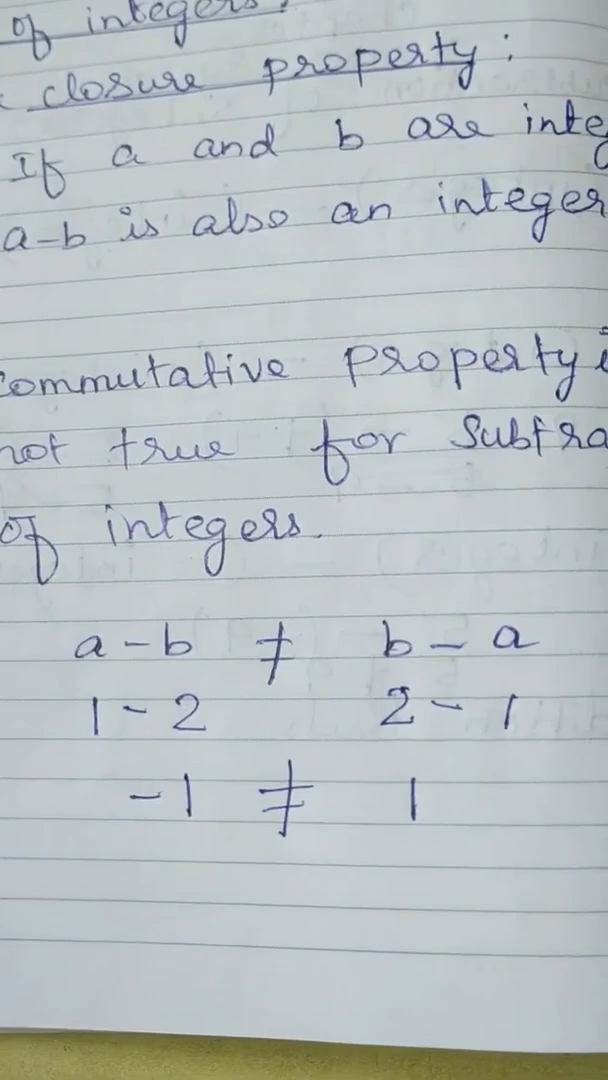 of integers:
closure property:
If a and b are inte
a-b is also an integer
commutative property i
not true for Subtra
of integers.
a - b ≠ b - a
1 - 2 2 - 1
-1 ≠ 1